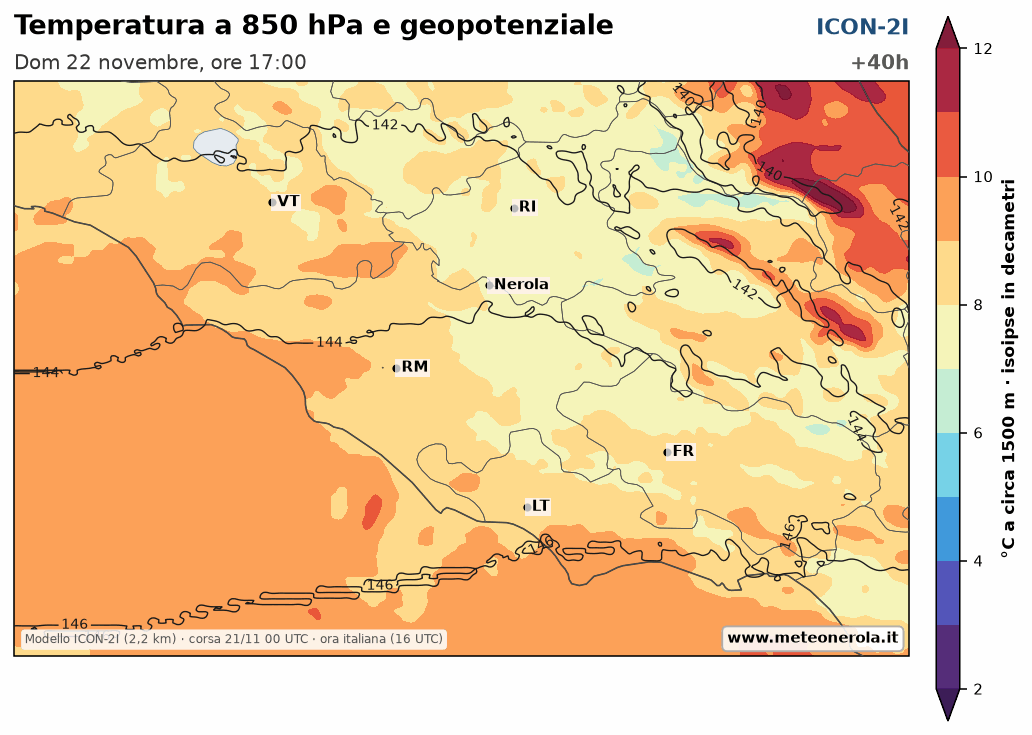 Temperatura a 850 hPa e geopotenziale
ICON-2I
Dom 22 novembre, ore 17:00
+40h
140
140
142
0
140
VT
RI
142
Nerola
142
144
144
RM
144
FR
LT
146
146
146
146
Modello ICON-2I (2,2 km) · corsa 21/11 00 UTC · ora italiana (16 UTC)
www.meteonerola.it
12
10
8
6
4
2
°C a circa 1500 m · isoipse in decametri